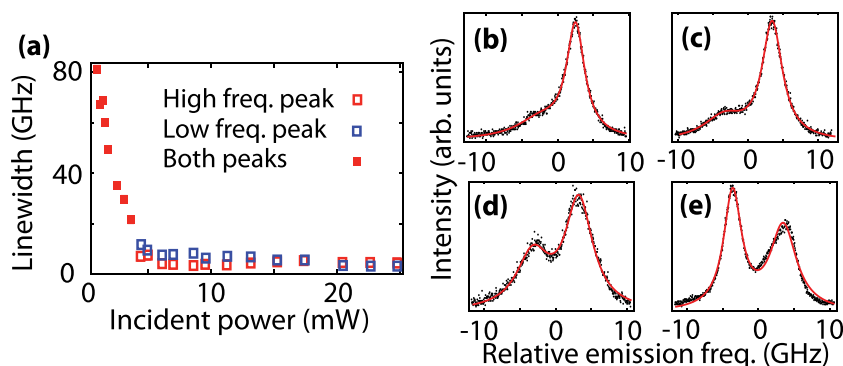 (a)
Linewidth (GHz)
80
40
0
High freq. peak
Low freq. peak
Both peaks
0
10
20
Incident power (mW)
Intensity (arb. units)
(b)
-10
0
10
(c)
-10
0
10
(d)
-10
0
10
(e)
-10
0
10
Relative emission freq. (GHz)